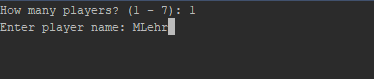 How many players? (1 - 7): 1
Enter player name: MLehr